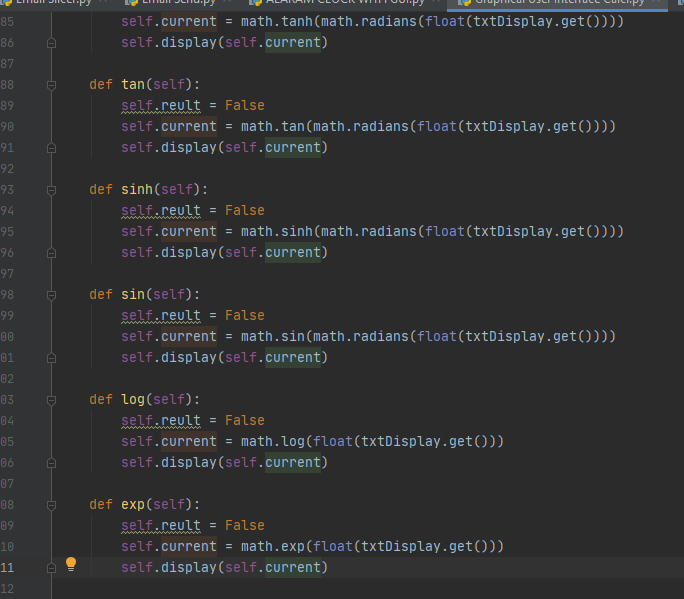 Email Slicer.py Email Send.py ALARAM CLOCK WITH GUI.py Graphical User Interface Calcl.py
85 self.current = math.tanh(math.radians(float(txtDisplay.get())))
86 self.display(self.current)
87
88 def tan(self):
89 self.reult = False
90 self.current = math.tan(math.radians(float(txtDisplay.get())))
91 self.display(self.current)
92
93 def sinh(self):
94 self.reult = False
95 self.current = math.sinh(math.radians(float(txtDisplay.get())))
96 self.display(self.current)
97
98 def sin(self):
99 self.reult = False
00 self.current = math.sin(math.radians(float(txtDisplay.get())))
01 self.display(self.current)
02
03 def log(self):
04 self.reult = False
05 self.current = math.log(float(txtDisplay.get()))
06 self.display(self.current)
07
08 def exp(self):
09 self.reult = False
10 self.current = math.exp(float(txtDisplay.get()))
11 self.display(self.current)
12